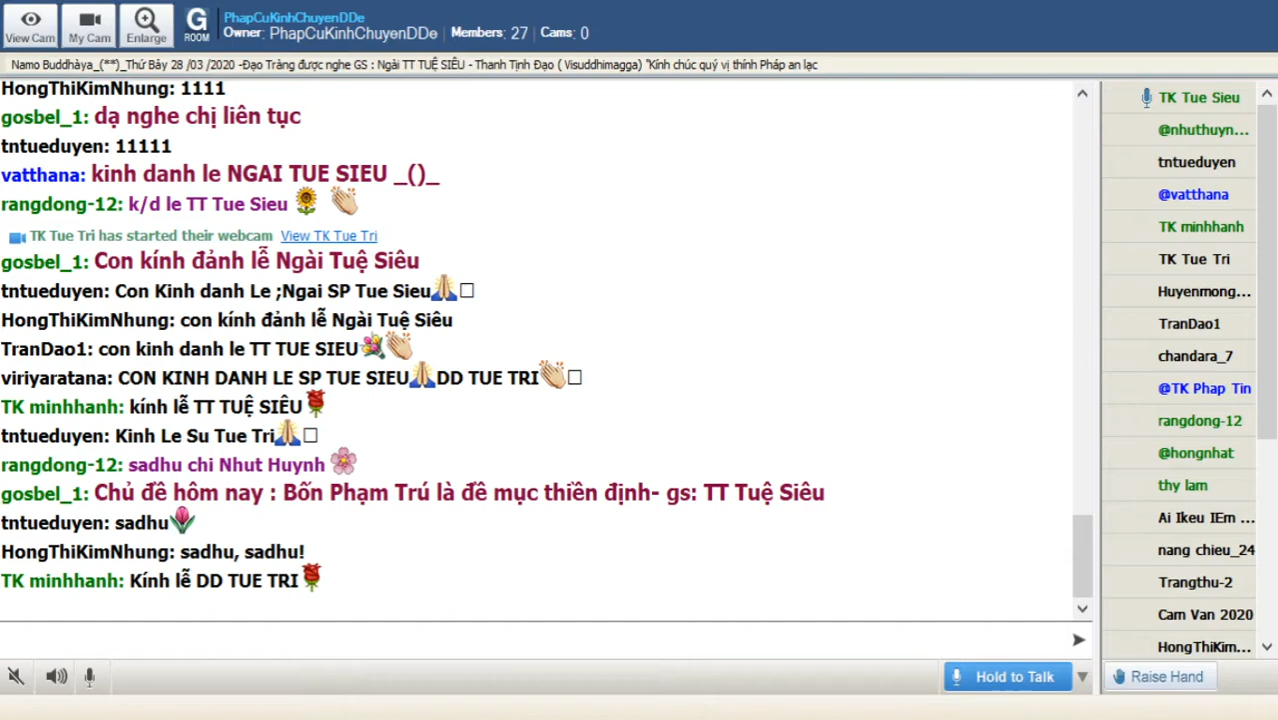 View Cam
My Cam
Enlarge
G
ROOM
PhapCuKinhChuyenDDe
Owner: PhapCuKinhChuyenDDe Members: 27 Cams: 0
Namo Buddhàya_(**)_Thứ Bảy 28 /03 /2020 -Đạo Tràng được nghe GS : Ngài TT TUỆ SIÊU - Thanh Tịnh Đạo ( Visuddhimagga) "Kính chúc quý vị thính Pháp an lạc
HongThiKimNhung: 1111
gosbel_1: dạ nghe chị liên tục
tntueduyen: 11111
vatthana: kinh danh le NGAI TUE SIEU _()_
rangdong-12: k/d le TT Tue Sieu
TK Tue Tri has started their webcam View TK Tue Tri
gosbel_1: Con kính đảnh lễ Ngài Tuệ Siêu
tntueduyen: Con Kinh danh Le ;Ngai SP Tue Sieu
HongThiKimNhung: con kính đảnh lễ Ngài Tuệ Siêu
TranDao1: con kinh danh le TT TUE SIEU
viriyaratana: CON KINH DANH LE SP TUE SIEU DD TUE TRI
TK minhhanh: kính lễ TT TUỆ SIÊU
tntueduyen: Kinh Le Su Tue Tri
rangdong-12: sadhu chi Nhut Huynh
gosbel_1: Chủ đề hôm nay : Bốn Phạm Trú là đề mục thiền định- gs: TT Tuệ Siêu
tntueduyen: sadhu
HongThiKimNhung: sadhu, sadhu!
TK minhhanh: Kính lễ DD TUE TRI
TK Tue Sieu
@nhuthuyn...
tntueduyen
@vatthana
TK minhhanh
TK Tue Tri
Huyenmong...
TranDao1
chandara_7
@TK Phap Tin
rangdong-12
@hongnhat
thy lam
Ai Ikeu IEm ...
nang chieu_24
Trangthu-2
Cam Van 2020
HongThiKim...
Hold to Talk
Raise Hand